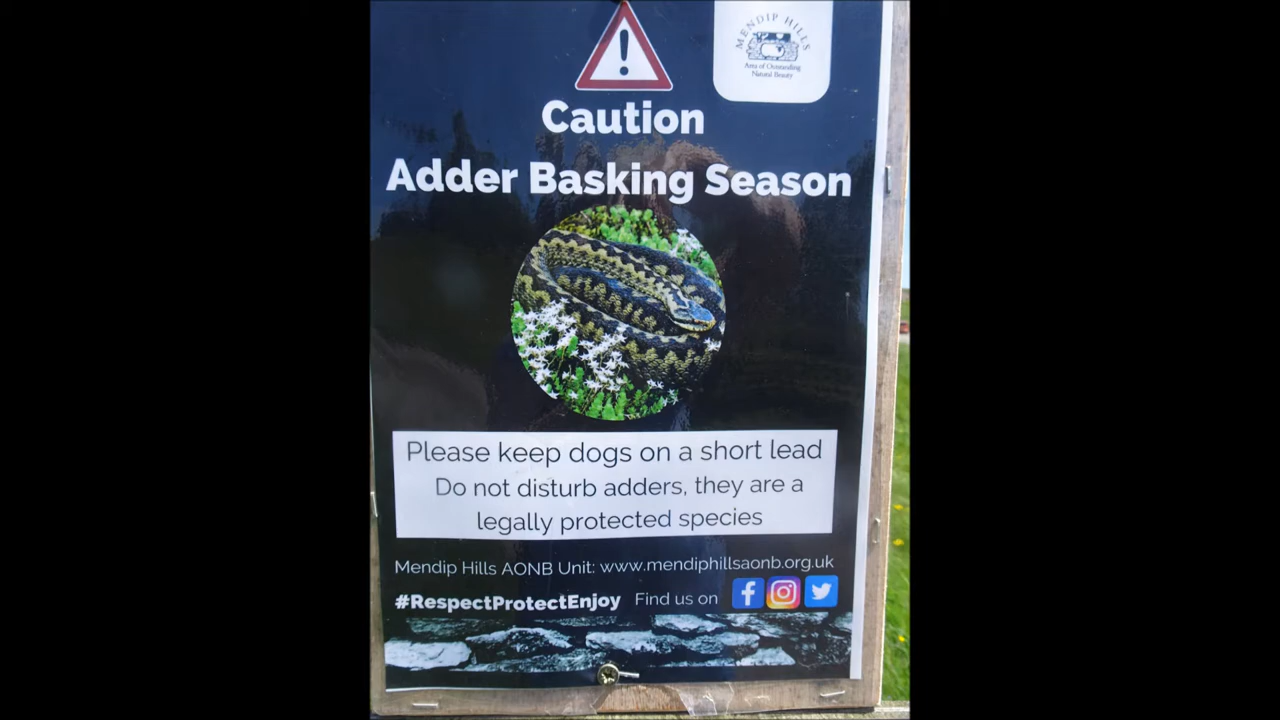 MENDIP HILLS
Area of Outstanding
Natural Beauty
Caution
Adder Basking Season
Please keep dogs on a short lead
Do not disturb adders, they are a
legally protected species
Mendip Hills AONB Unit: www.mendiphillsaonb.org.uk
#RespectProtectEnjoy Find us on